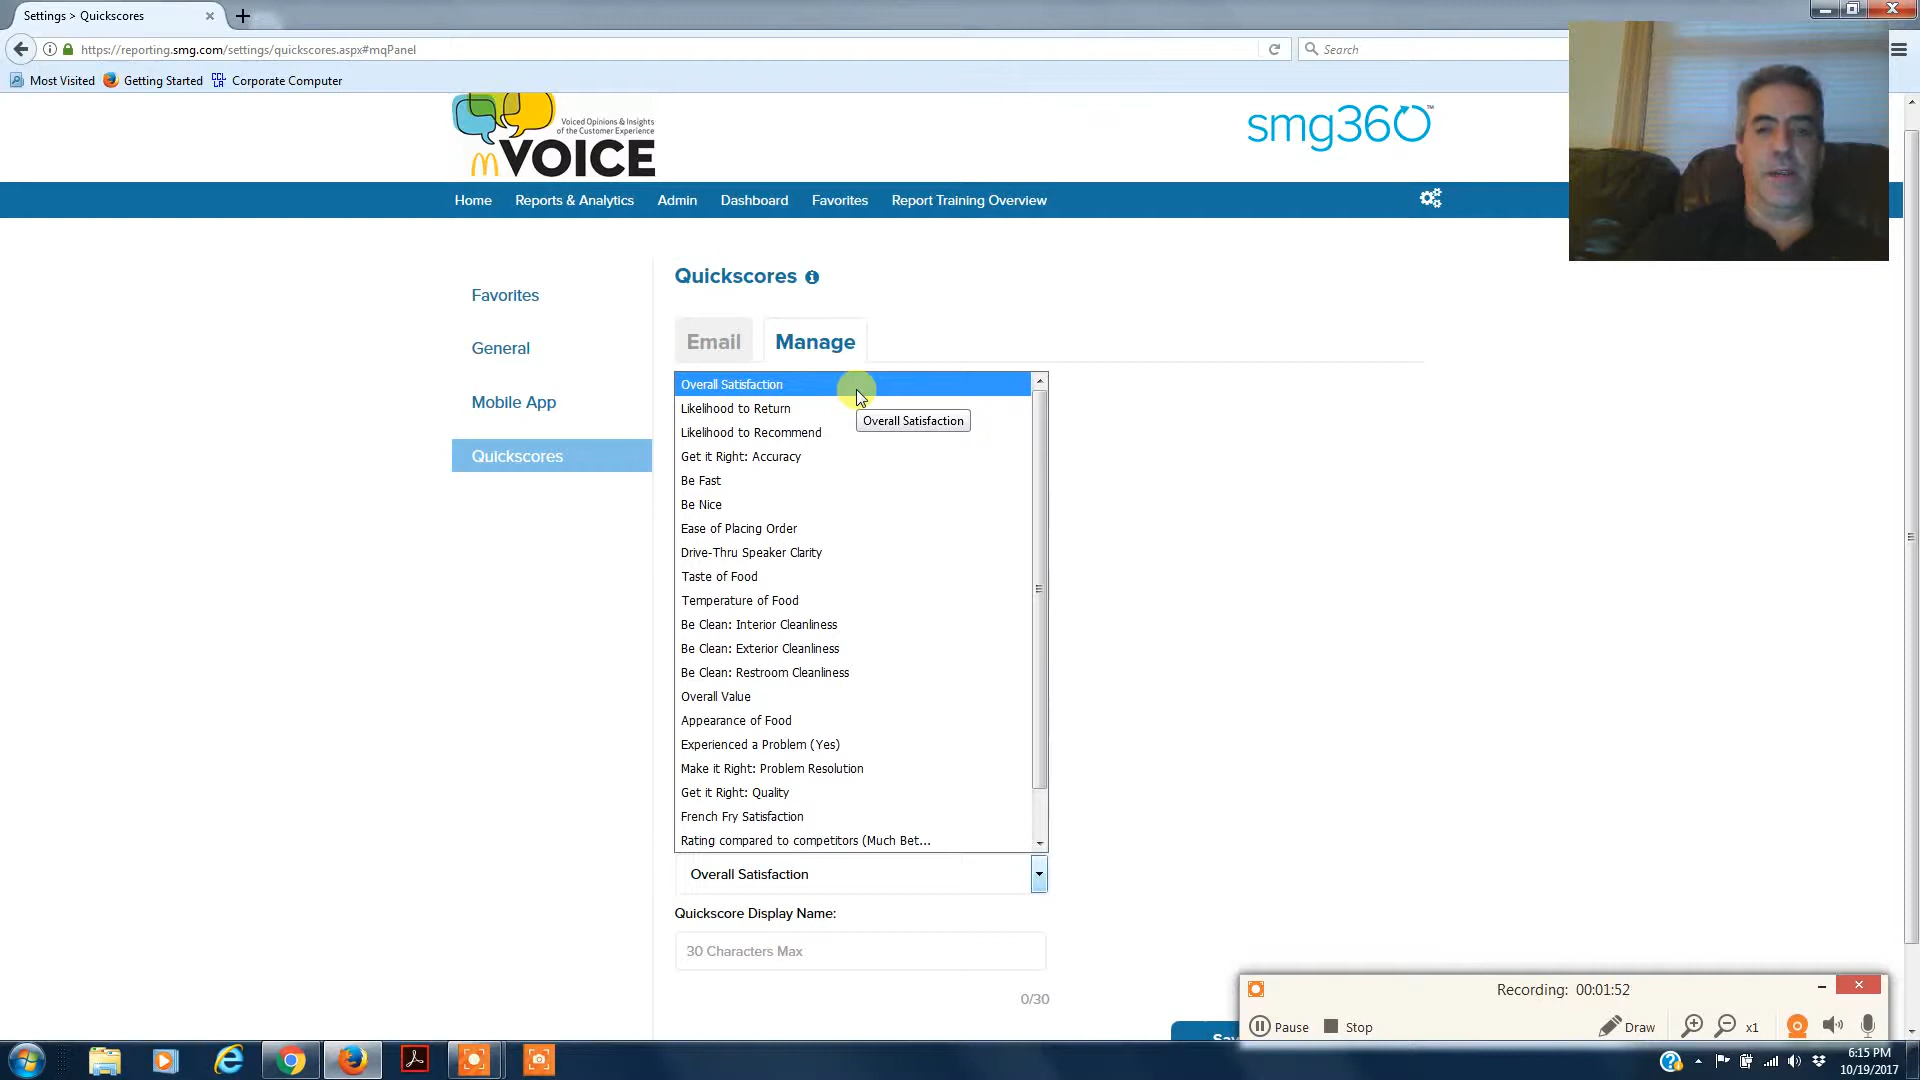 Settings > Quickscores
https://reporting.smg.com/settings/quickscores.aspx#mqPanel
Search
Most Visited
Getting Started
Corporate Computer
Voiced Opinions & Insights
of the Customer Experience
VOICE
smg360
Home
Reports & Analytics
Admin
Dashboard
Favorites
Report Training Overview
Favorites
General
Mobile App
Quickscores
Quickscores
Email
Manage
Overall Satisfaction
Likelihood to Return
Overall Satisfaction
Likelihood to Recommend
Get it Right: Accuracy
Be Fast
Be Nice
Ease of Placing Order
Drive-Thru Speaker Clarity
Taste of Food
Temperature of Food
Be Clean: Interior Cleanliness
Be Clean: Exterior Cleanliness
Be Clean: Restroom Cleanliness
Overall Value
Appearance of Food
Experienced a Problem (Yes)
Make it Right: Problem Resolution
Get it Right: Quality
French Fry Satisfaction
Rating compared to competitors (Much Bet...
Overall Satisfaction
Quickscore Display Name:
30 Characters Max
0/30
Recording: 00:01:52
Pause
Stop
Draw
x1
6:15 PM
10/19/2017